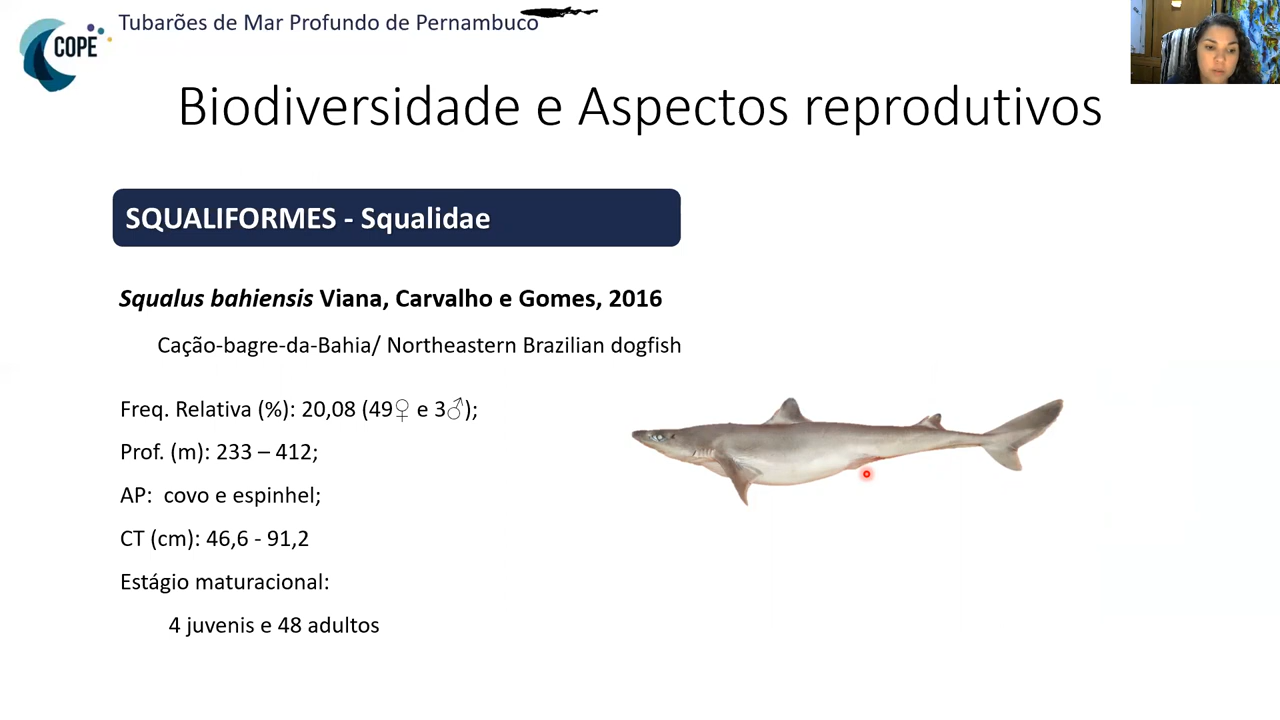 Tubarões de Mar Profundo de Pernambuco
COPE
Biodiversidade e Aspectos reprodutivos
SQUALIFORMES - Squalidae
Squalus bahiensis Viana, Carvalho e Gomes, 2016
Cação-bagre-da-Bahia/ Northeastern Brazilian dogfish
Freq. Relativa (%): 20,08 (49♀ e 3♂);
Prof. (m): 233 – 412;
AP: covo e espinhel;
CT (cm): 46,6 - 91,2
Estágio maturacional:
4 juvenis e 48 adultos